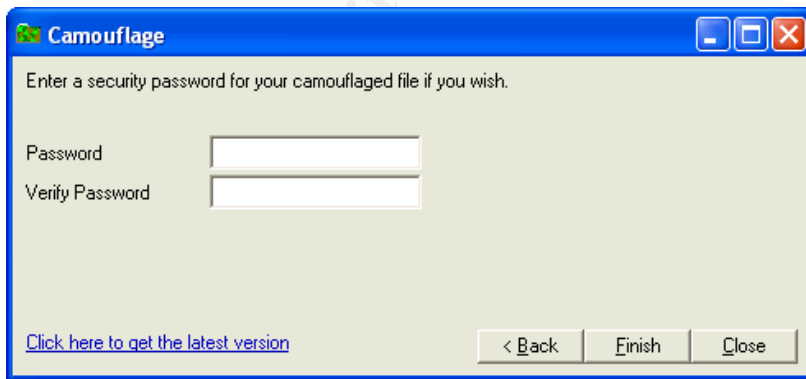 Camouflage
Enter a security password for your camouflaged file if you wish.
Password
Verify Password
Click here to get the latest version
< Back Finish Close